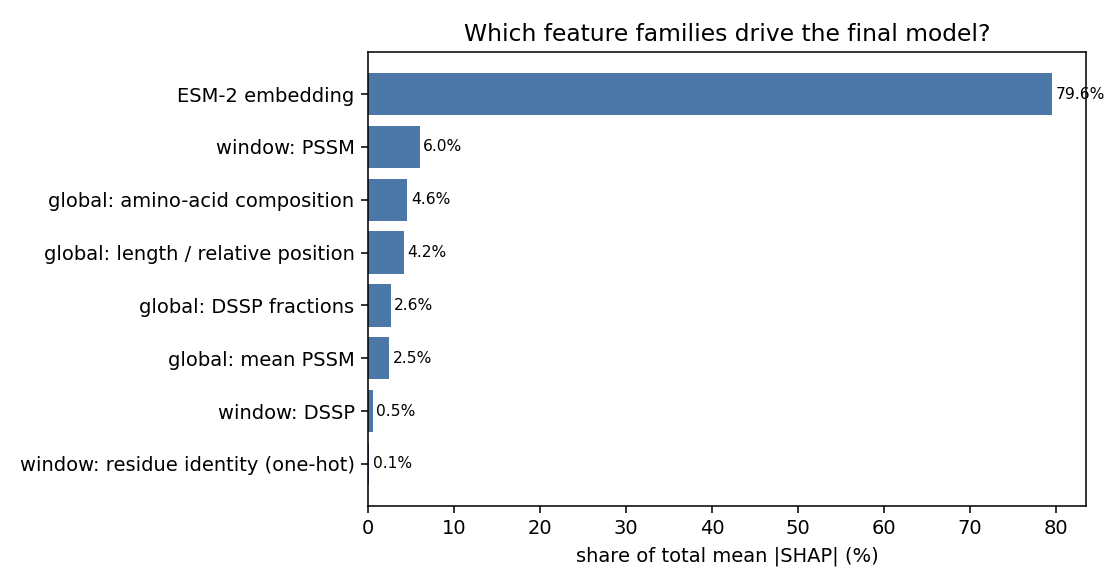 Which feature families drive the final model?
ESM-2 embedding 79.6%
window: PSSM 6.0%
global: amino-acid composition 4.6%
global: length / relative position 4.2%
global: DSSP fractions 2.6%
global: mean PSSM 2.5%
window: DSSP 0.5%
window: residue identity (one-hot) 0.1%
0 10 20 30 40 50 60 70 80
share of total mean |SHAP| (%)